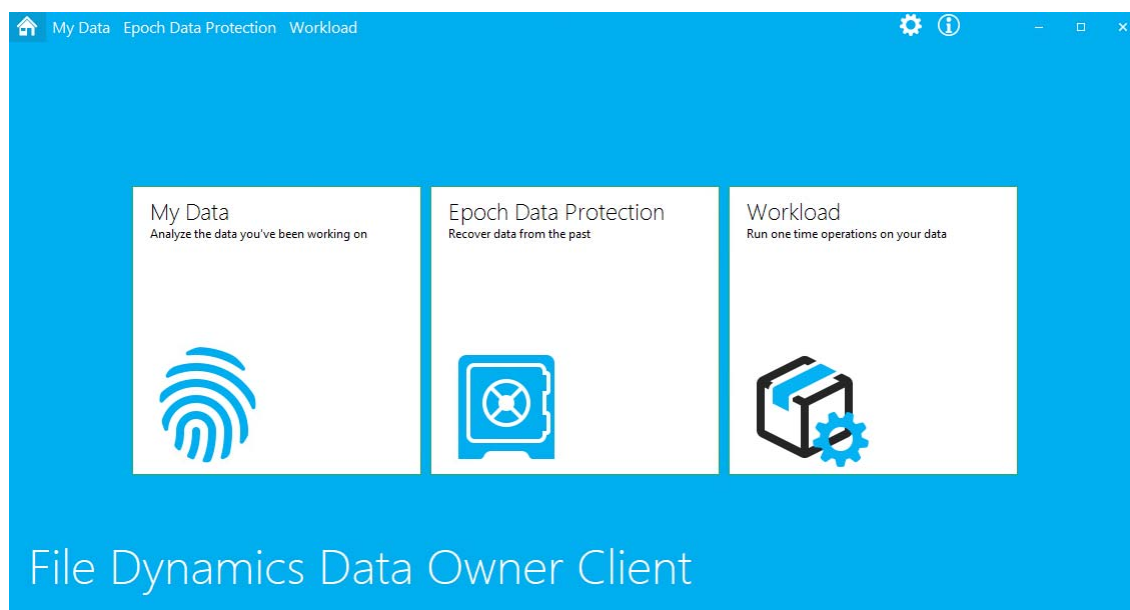 My Data Epoch Data Protection Workload
My Data
Analyze the data you've been working on
Epoch Data Protection
Recover data from the past
Workload
Run one time operations on your data
File Dynamics Data Owner Client